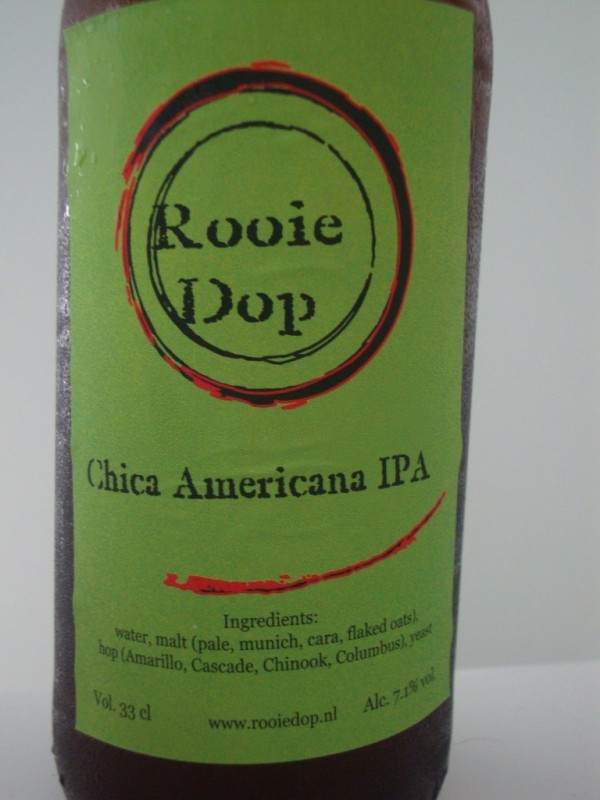 Rooie
Dop
Chica Americana IPA
Ingredients:
water, malt (pale, munich, cara, flaked oats),
hop (Amarillo, Cascade, Chinook, Columbus), yeast
Vol. 33 cl
www.rooiedop.nl
Alc. 7.1% vol